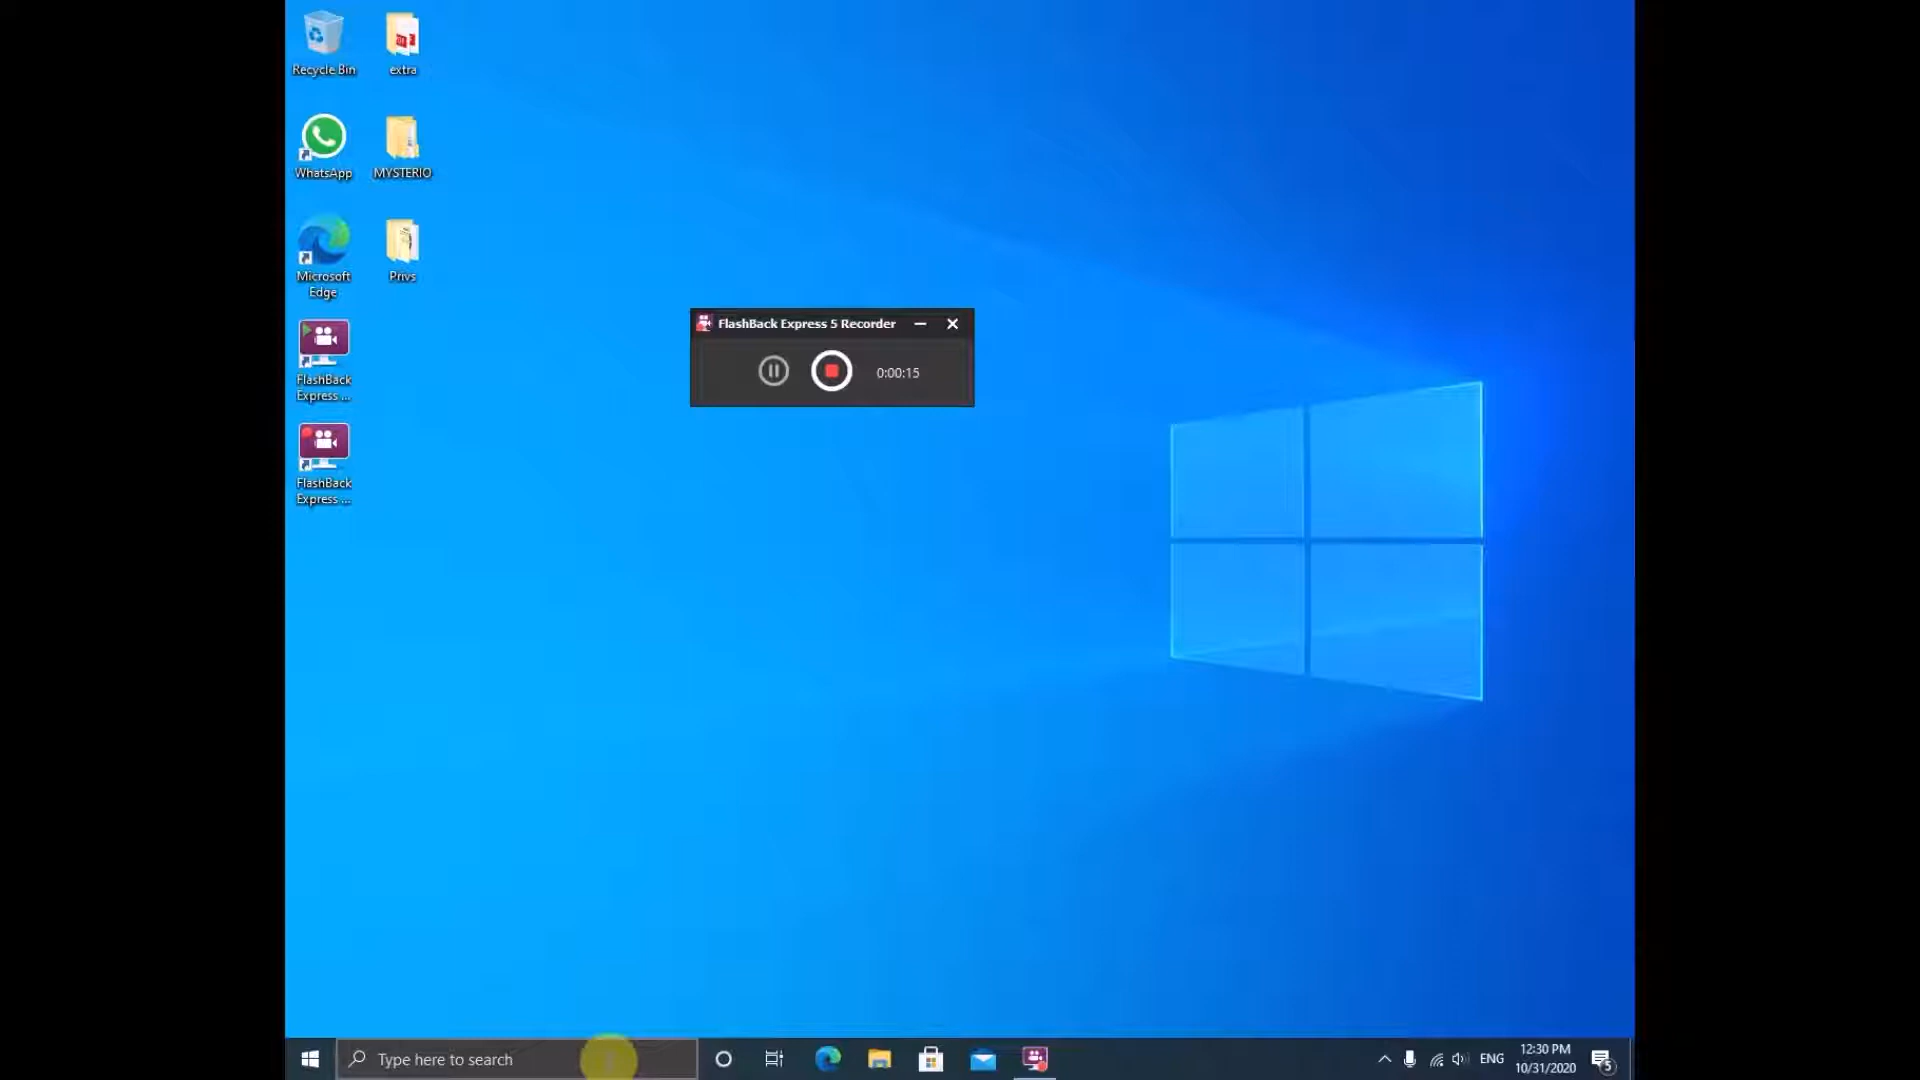 Recycle Bin
extra
WhatsApp
MYSTERIO
Microsoft
Edge
Privs
FlashBack
Express ...
FlashBack
Express ...
FlashBack Express 5 Recorder
0:00:15
Type here to search
ENG
12:30 PM
10/31/2020
5